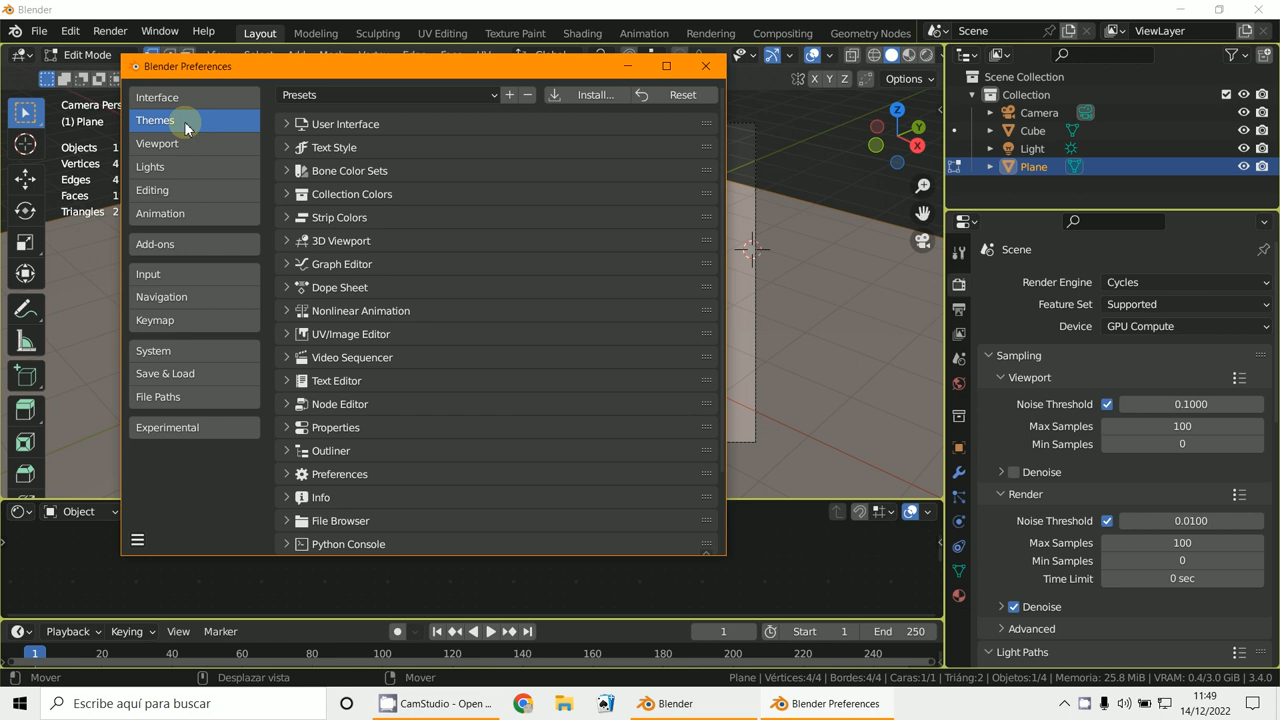 Blender
File Edit Render Window Help
Layout Modeling Sculpting UV Editing Texture Paint Shading Animation Rendering Compositing Geometry Nodes
Scene
ViewLayer
Edit Mode
Blender Preferences
X Y Z Options
Camera Pers
(1) Plane
Objects 1
Vertices 4
Edges 4
Faces 1
Triangles 2
Interface
Themes
Viewport
Lights
Editing
Animation
Add-ons
Input
Navigation
Keymap
System
Save & Load
File Paths
Experimental
Presets Install... Reset
User Interface
Text Style
Bone Color Sets
Collection Colors
Strip Colors
3D Viewport
Graph Editor
Dope Sheet
Nonlinear Animation
UV/Image Editor
Video Sequencer
Text Editor
Node Editor
Properties
Outliner
Preferences
Info
File Browser
Python Console
Z
Y
X
Scene Collection
Collection
Camera
Cube
Light
Plane
Scene
Render Engine Cycles
Feature Set Supported
Device GPU Compute
Sampling
Viewport
Noise Threshold 0.1000
Max Samples 100
Min Samples 0
Denoise
Render
Noise Threshold 0.0100
Max Samples 100
Min Samples 0
Time Limit 0 sec
Denoise
Advanced
Light Paths
Object
Playback Keying View Marker
1 Start 1 End 250
1 20 40 60 80 100 120 140 160 180 200 220 240
Mover Desplazar vista Mover
Plane | Vértices:4/4 | Bordes:4/4 | Caras:1/1 | Triáng:2 | Objetos:1/4 | Memoria: 25.8 MiB | VRAM: 0.4/3.0 GiB | 3.4.0
Escribe aquí para buscar
CamStudio - Open ...
Blender
Blender Preferences
11:49
14/12/2022